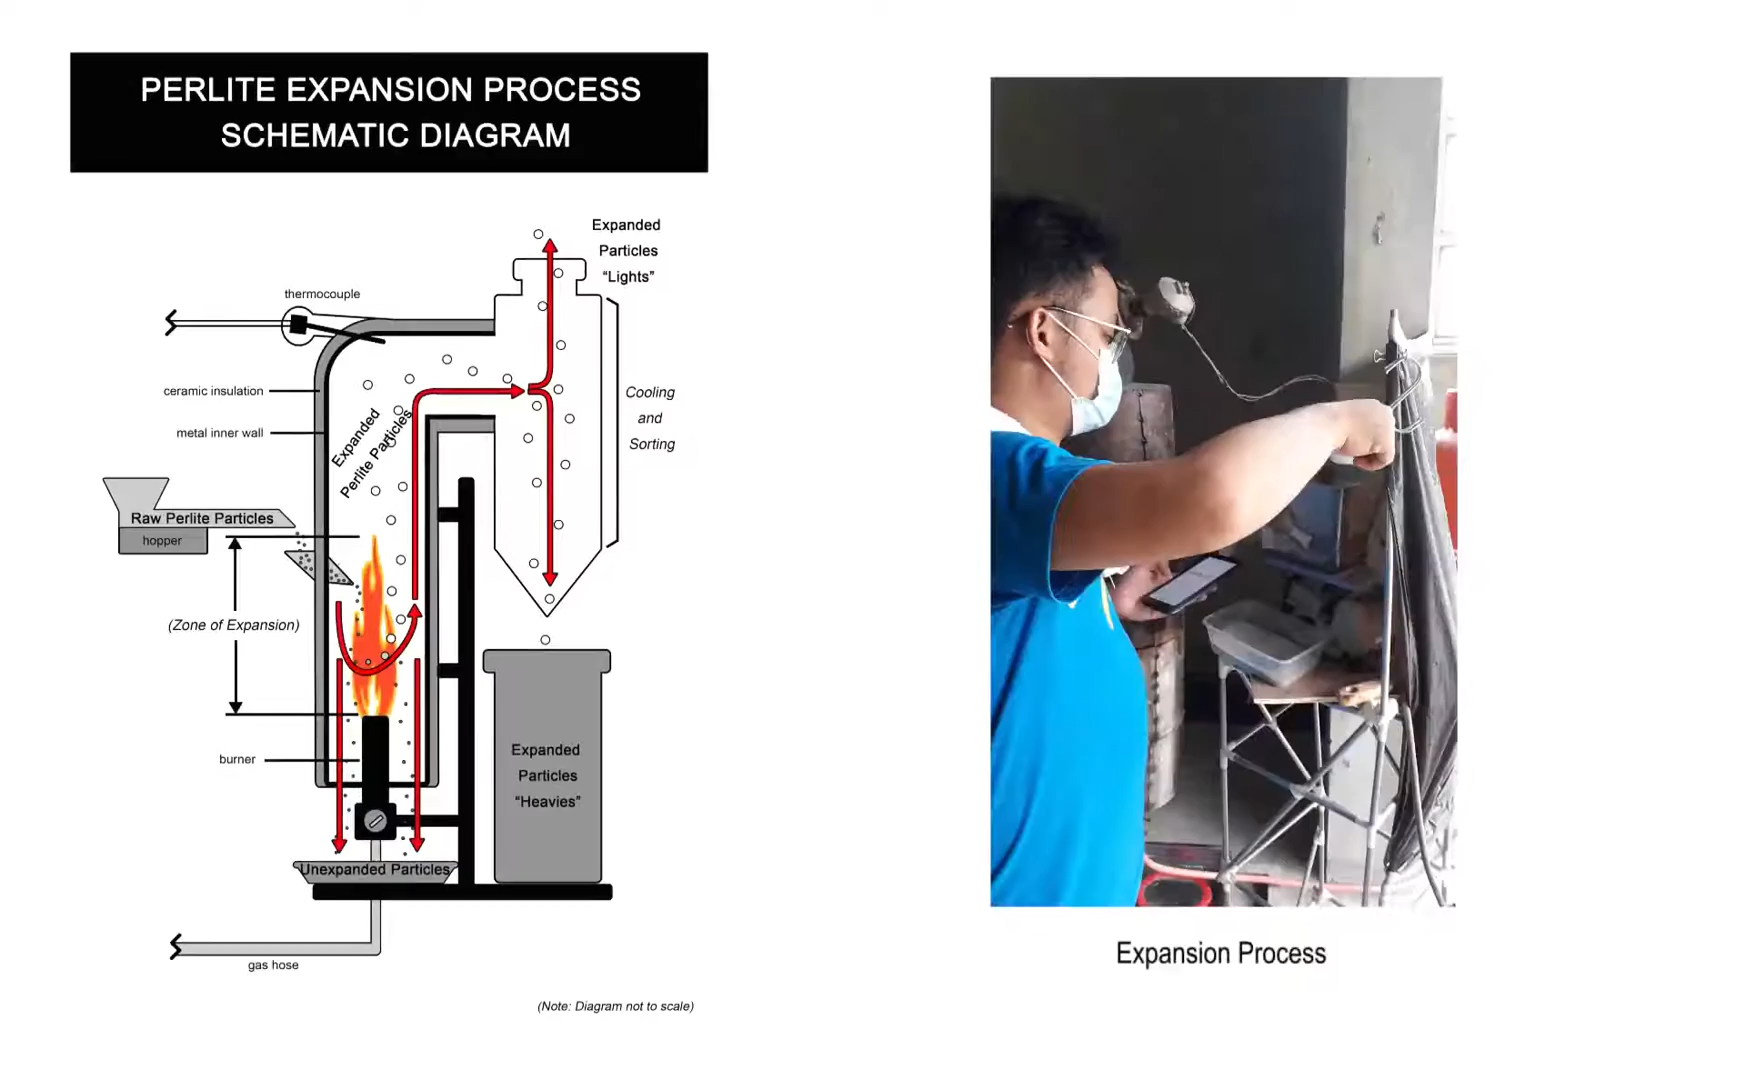 PERLITE EXPANSION PROCESS
SCHEMATIC DIAGRAM
Expanded
Particles
“Lights”
thermocouple
ceramic insulation
Cooling
and
Sorting
metal inner wall
Expanded
Perlite Particles
Raw Perlite Particles
hopper
(Zone of Expansion)
burner
Expanded
Particles
“Heavies”
Unexpanded Particles
gas hose
(Note: Diagram not to scale)
Expansion Process